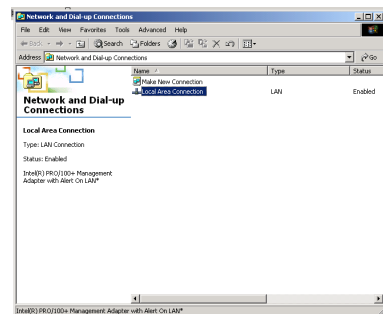 Network and Dial-up Connections
File Edit View Favorites Tools Advanced Help
Back Search Folders
Address Network and Dial-up Connections Go
Name Type Status
Make New Connection
Local Area Connection LAN Enabled
Network and Dial-up
Connections
Local Area Connection
Type: LAN Connection
Status: Enabled
Intel(R) PRO/100+ Management
Adapter with Alert On LAN*
Intel(R) PRO/100+ Management Adapter with Alert On LAN*